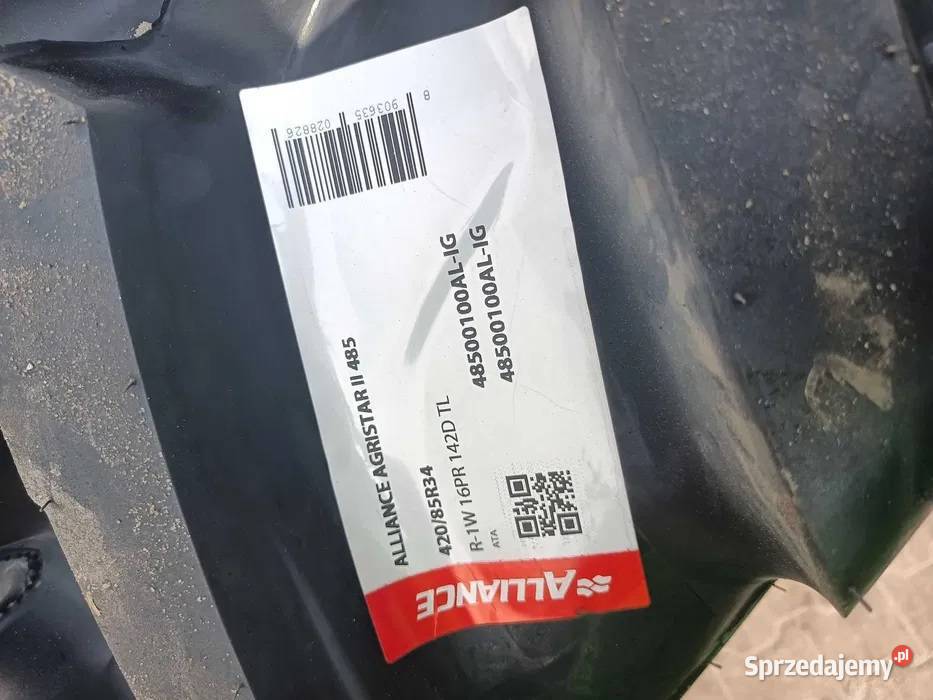 ALLIANCE AGRISTAR II 485
420/85R34
R-1W 16PR 142D TL
ATA
48500100AL-IG
48500100AL-IG
8 903635 028826
ALLIANCE
Sprzedajemy.pl